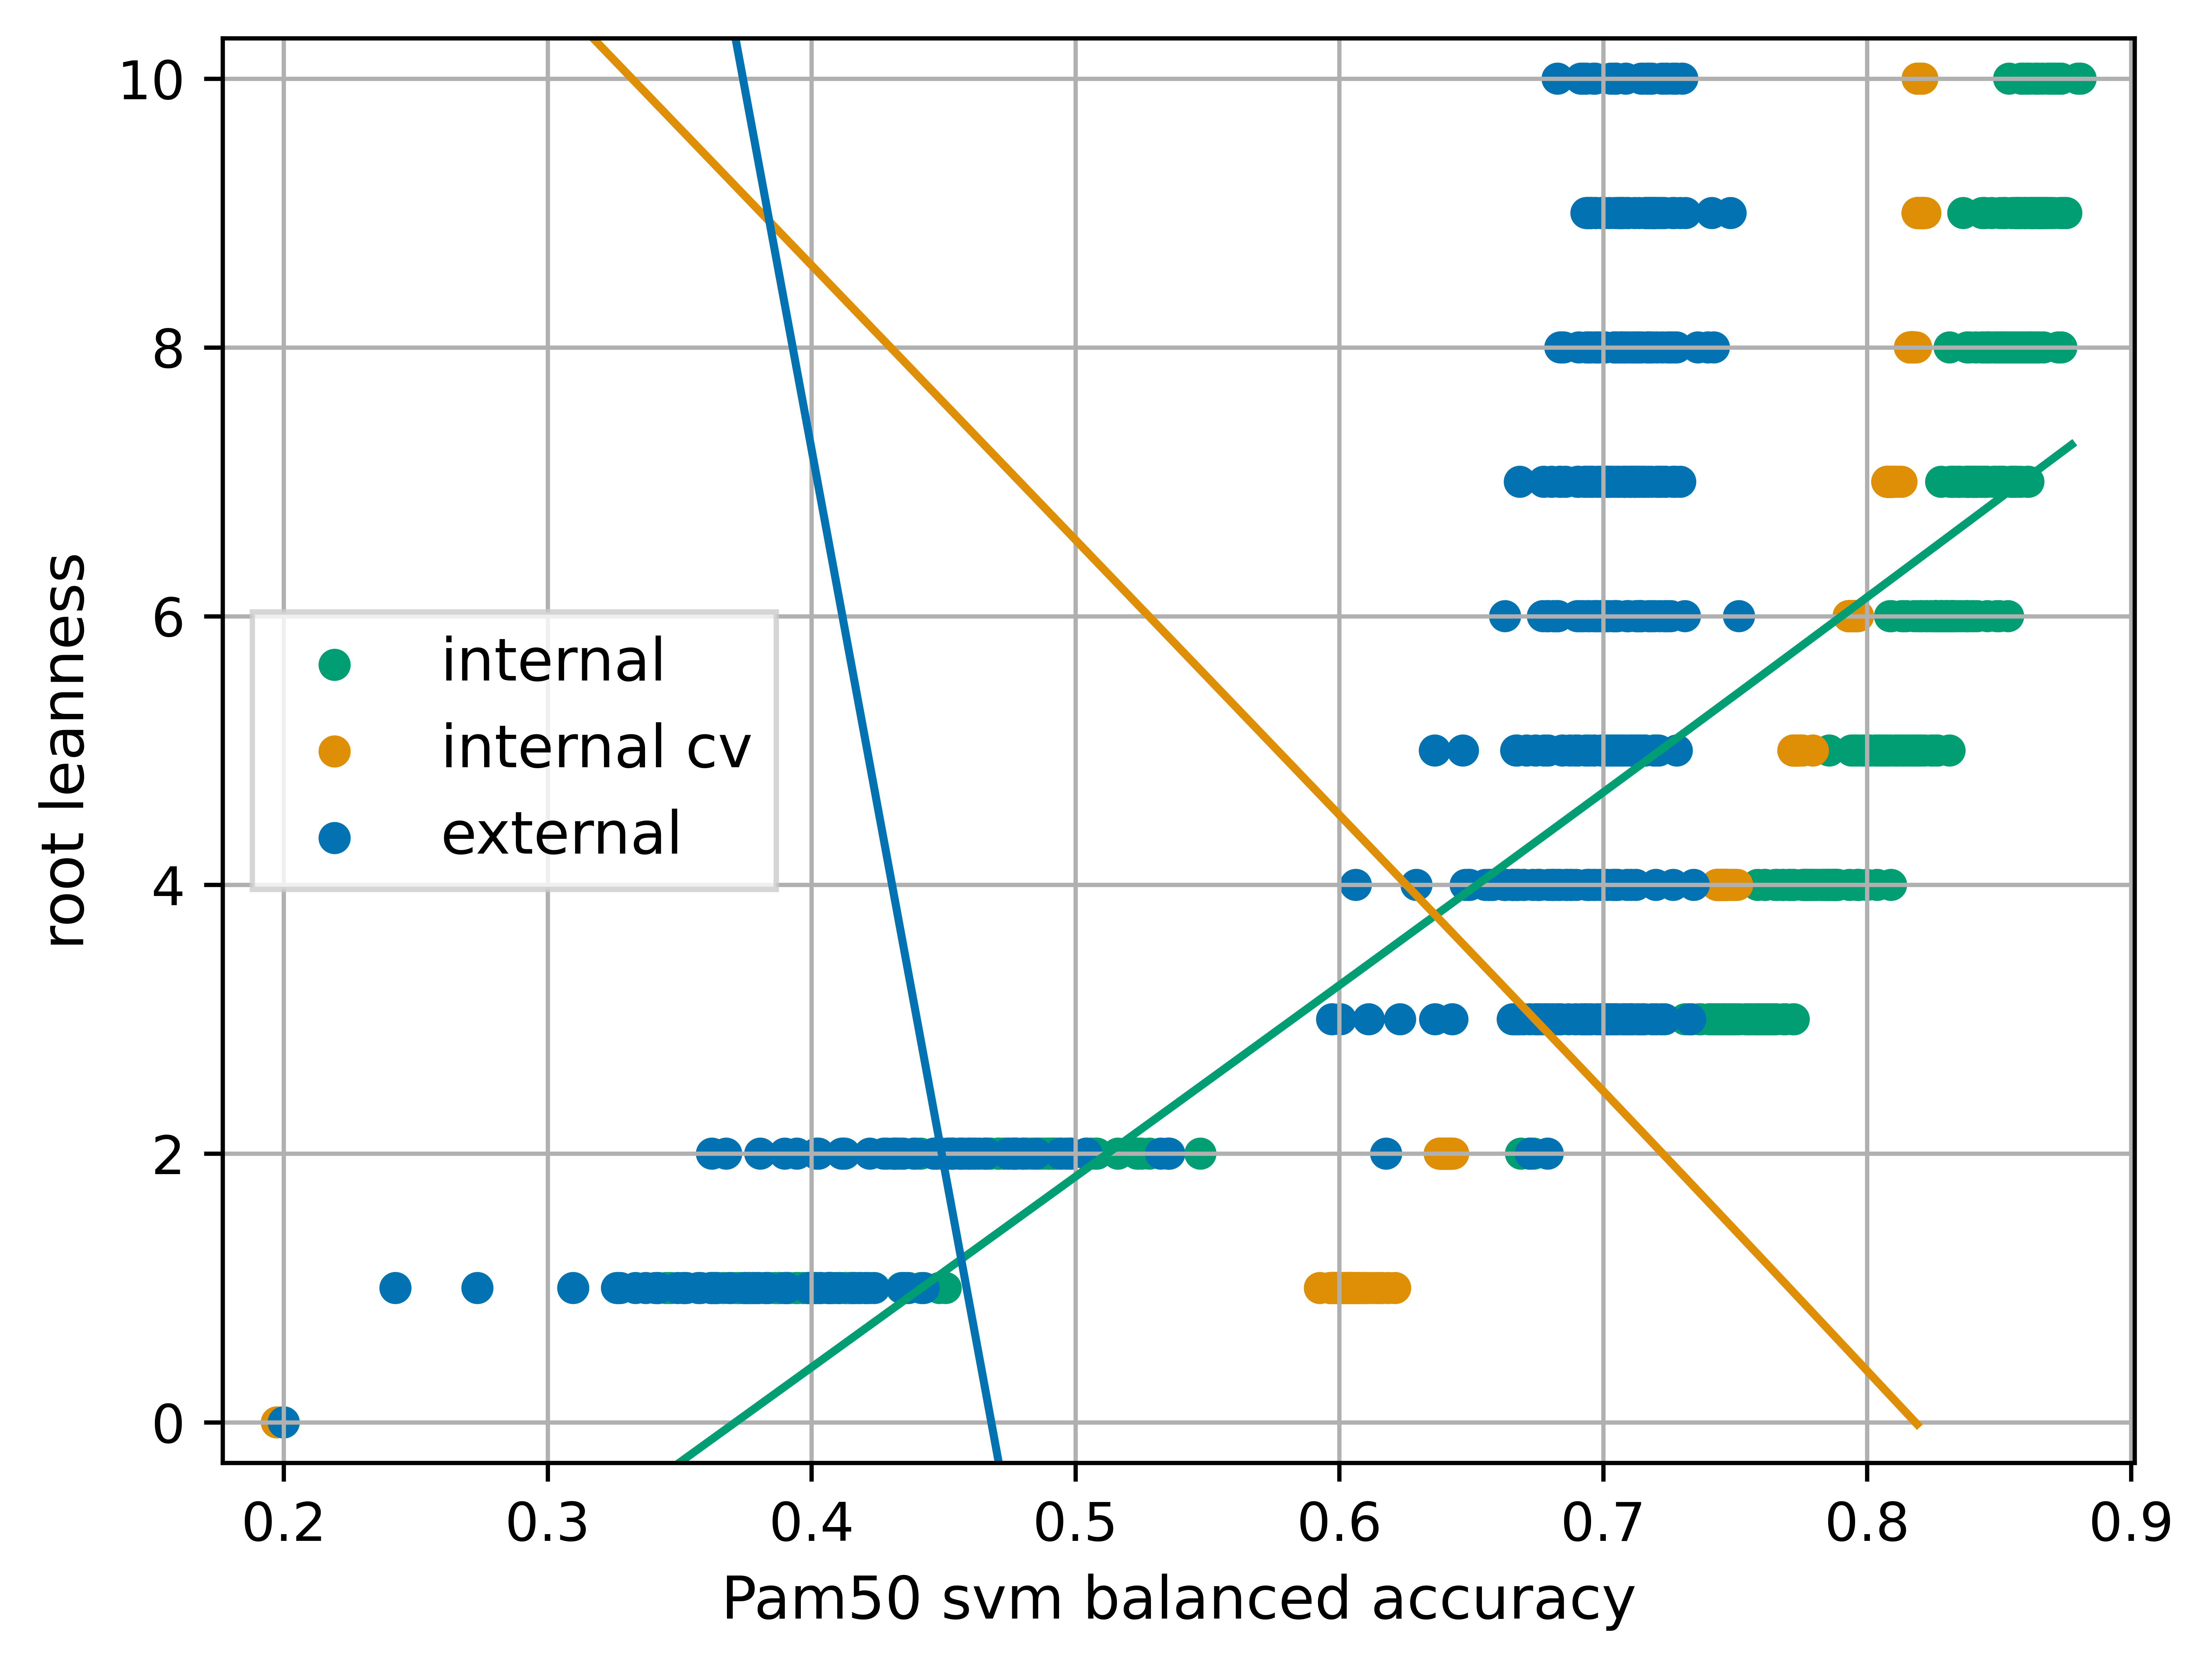 10
8
6
4
2
0
root leanness
internal
internal cv
external
0.2 0.3 0.4 0.5 0.6 0.7 0.8 0.9
Pam50 svm balanced accuracy